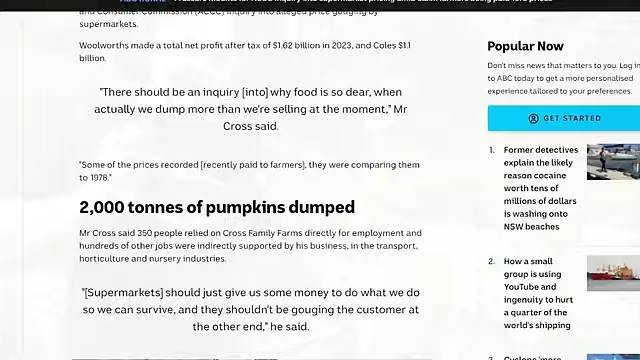 and Consumer Commission (ACCC) inquiry into alleged price gouging by
supermarkets.
Woolworths made a total net profit after tax of $1.62 billion in 2023, and Coles $1.1
billion.
"There should be an inquiry [into] why food is so dear, when
actually we dump more than we're selling at the moment," Mr
Cross said.
"Some of the prices recorded [recently paid to farmers], they were comparing them
to 1978."
2,000 tonnes of pumpkins dumped
Mr Cross said 350 people relied on Cross Family Farms directly for employment and
hundreds of other jobs were indirectly supported by his business, in the transport,
horticulture and nursery industries.
"[Supermarkets] should just give us some money to do what we do
so we can survive, and they shouldn't be gouging the customer at
the other end," he said.
Popular Now
Don't miss news that matters to you. Log in
to ABC today to get a more personalised
experience tailored to your preferences.
GET STARTED
1. Former detectives
explain the likely
reason cocaine
worth tens of
millions of dollars
is washing onto
NSW beaches
2. How a small
group is using
YouTube and
ingenuity to hurt
a quarter of the
world's shipping